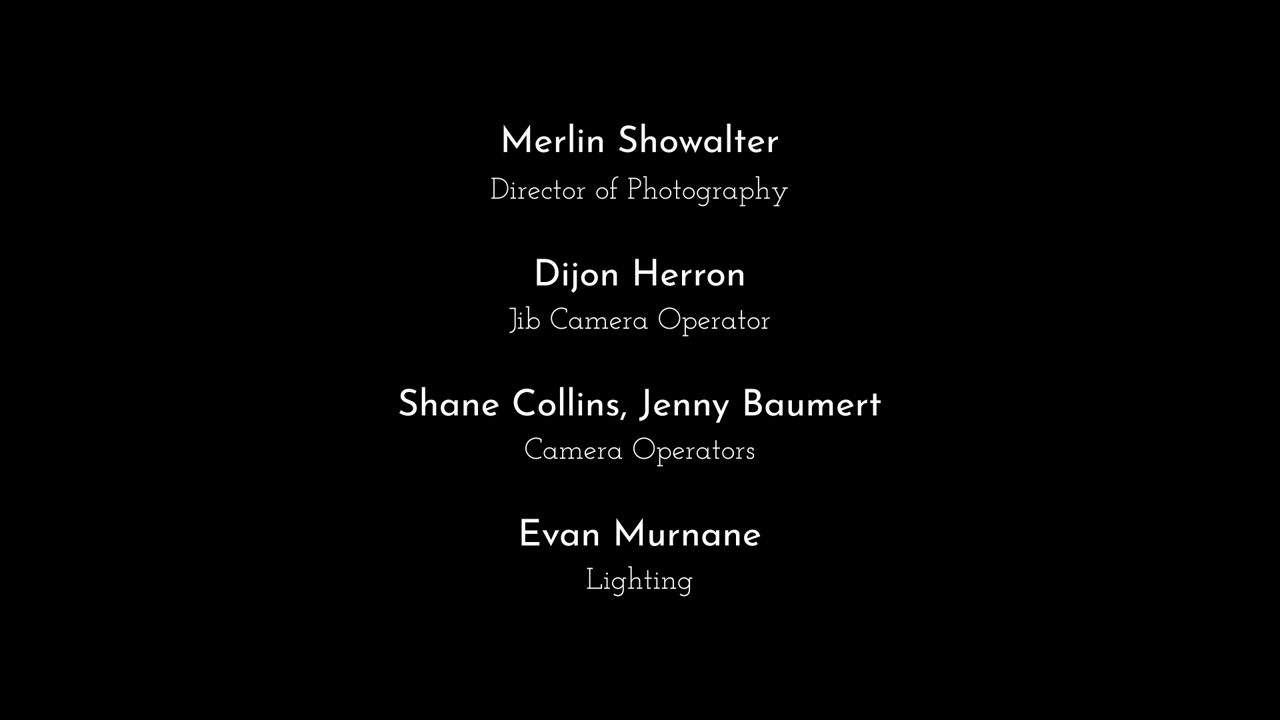 Merlin Showalter
Director of Photography
Dijon Herron
Jib Camera Operator
Shane Collins, Jenny Baumert
Camera Operators
Evan Murnane
Lighting